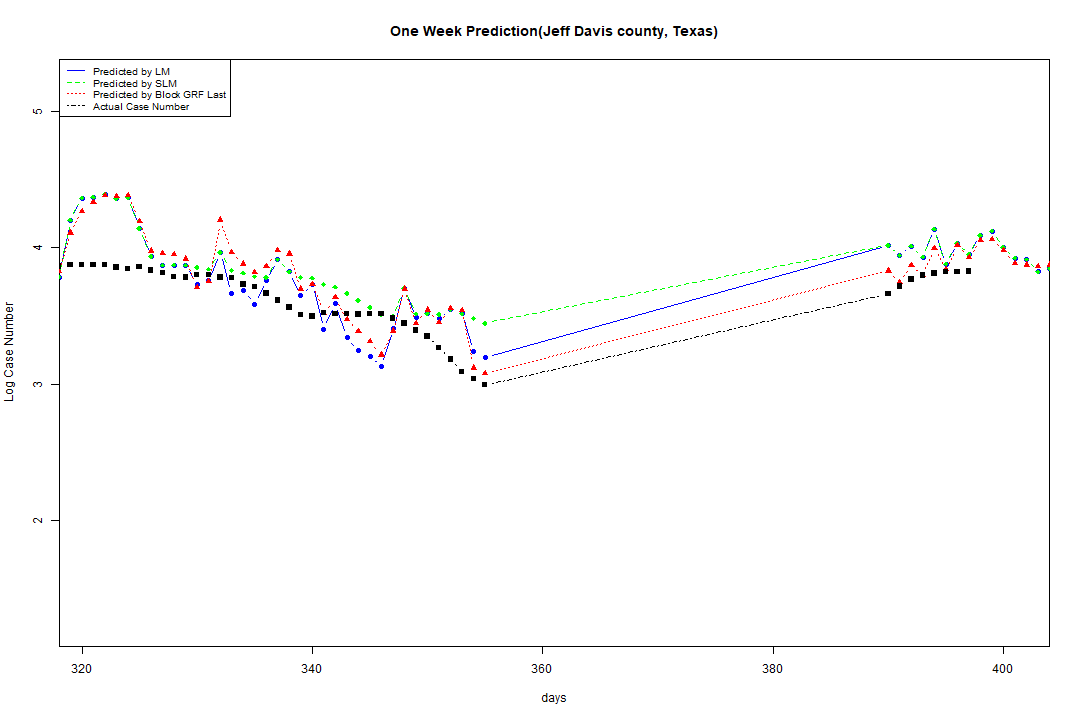 One Week Prediction(Jeff Davis county, Texas)
Predicted by LM
Predicted by SLM
Predicted by Block GRF Last
Actual Case Number
5
4
3
2
Log Case Number
320
340
360
380
400
days